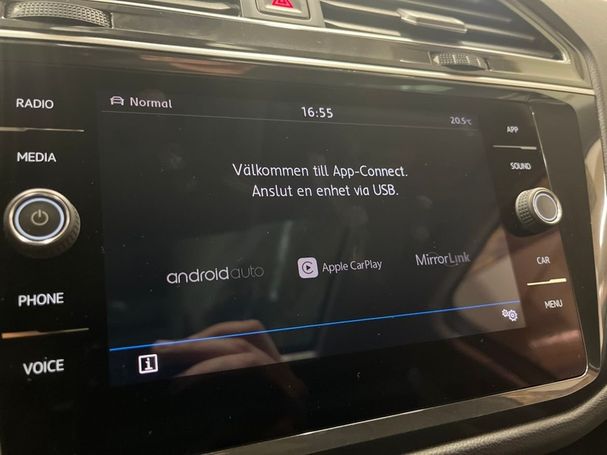 RADIO
MEDIA
PHONE
VOICE
Normal
16:55
20.5°C
Välkommen till App-Connect.
Anslut en enhet via USB.
androidauto
Apple CarPlay
MirrorLink
i
APP
SOUND
CAR
MENU